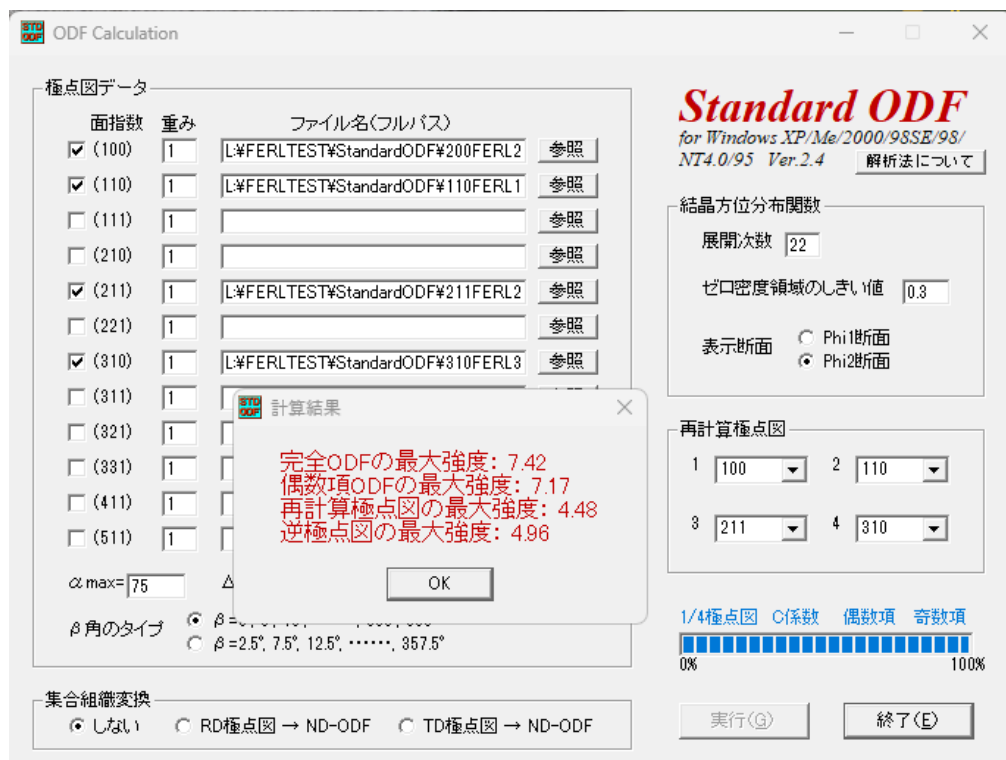 ODF Calculation
極点図データ
面指数 重み ファイル名(フルパス)
(100) 1 L:¥FERLTEST¥StandardODF¥200FERL2 参照
(110) 1 L:¥FERLTEST¥StandardODF¥110FERL1 参照
(111) 1 参照
(210) 1 参照
(211) 1 L:¥FERLTEST¥StandardODF¥211FERL2 参照
(221) 1 参照
(310) 1 L:¥FERLTEST¥StandardODF¥310FERL3 参照
(311) 1
(321) 1
(331) 1
(411) 1
(511) 1
αmax= 75
β角のタイプ
β=2.5°, 7.5°, 12.5°, ……, 357.5°
計算結果
完全ODFの最大強度: 7.42
偶数項ODFの最大強度: 7.17
再計算極点図の最大強度: 4.48
逆極点図の最大強度: 4.96
OK
集合組織変換
しない RD極点図 → ND-ODF TD極点図 → ND-ODF
Standard ODF
for Windows XP/Me/2000/98SE/98/
NT4.0/95 Ver.2.4 解析法について
結晶方位分布関数
展開次数 22
ゼロ密度領域のしきい値 0.3
表示断面 Phi1断面
Phi2断面
再計算極点図
1 100 2 110
3 211 4 310
1/4極点図 C係数 偶数項 奇数項
0% 100%
実行(G) 終了(E)